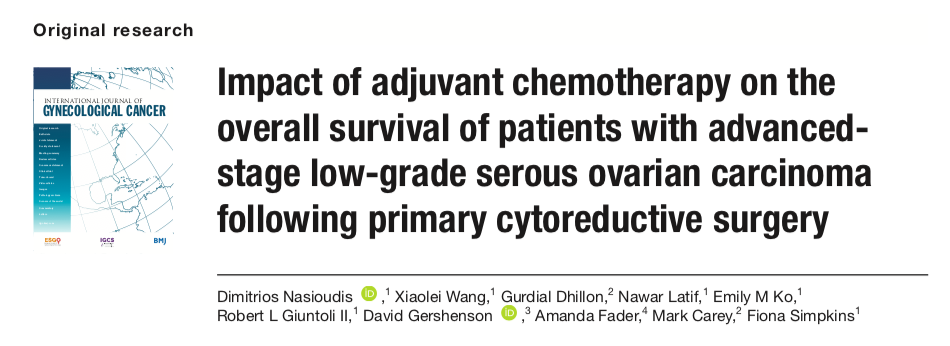 Original research
INTERNATIONAL JOURNAL OF
GYNECOLOGICAL CANCER
ESGO
IGCS
BMJ
Impact of adjuvant chemotherapy on the
overall survival of patients with advanced-
stage low-grade serous ovarian carcinoma
following primary cytoreductive surgery
Dimitrios Nasioudis iD ,1 Xiaolei Wang,1 Gurdial Dhillon,2 Nawar Latif,1 Emily M Ko,1
Robert L Giuntoli II,1 David Gershenson iD ,3 Amanda Fader,4 Mark Carey,2 Fiona Simpkins1